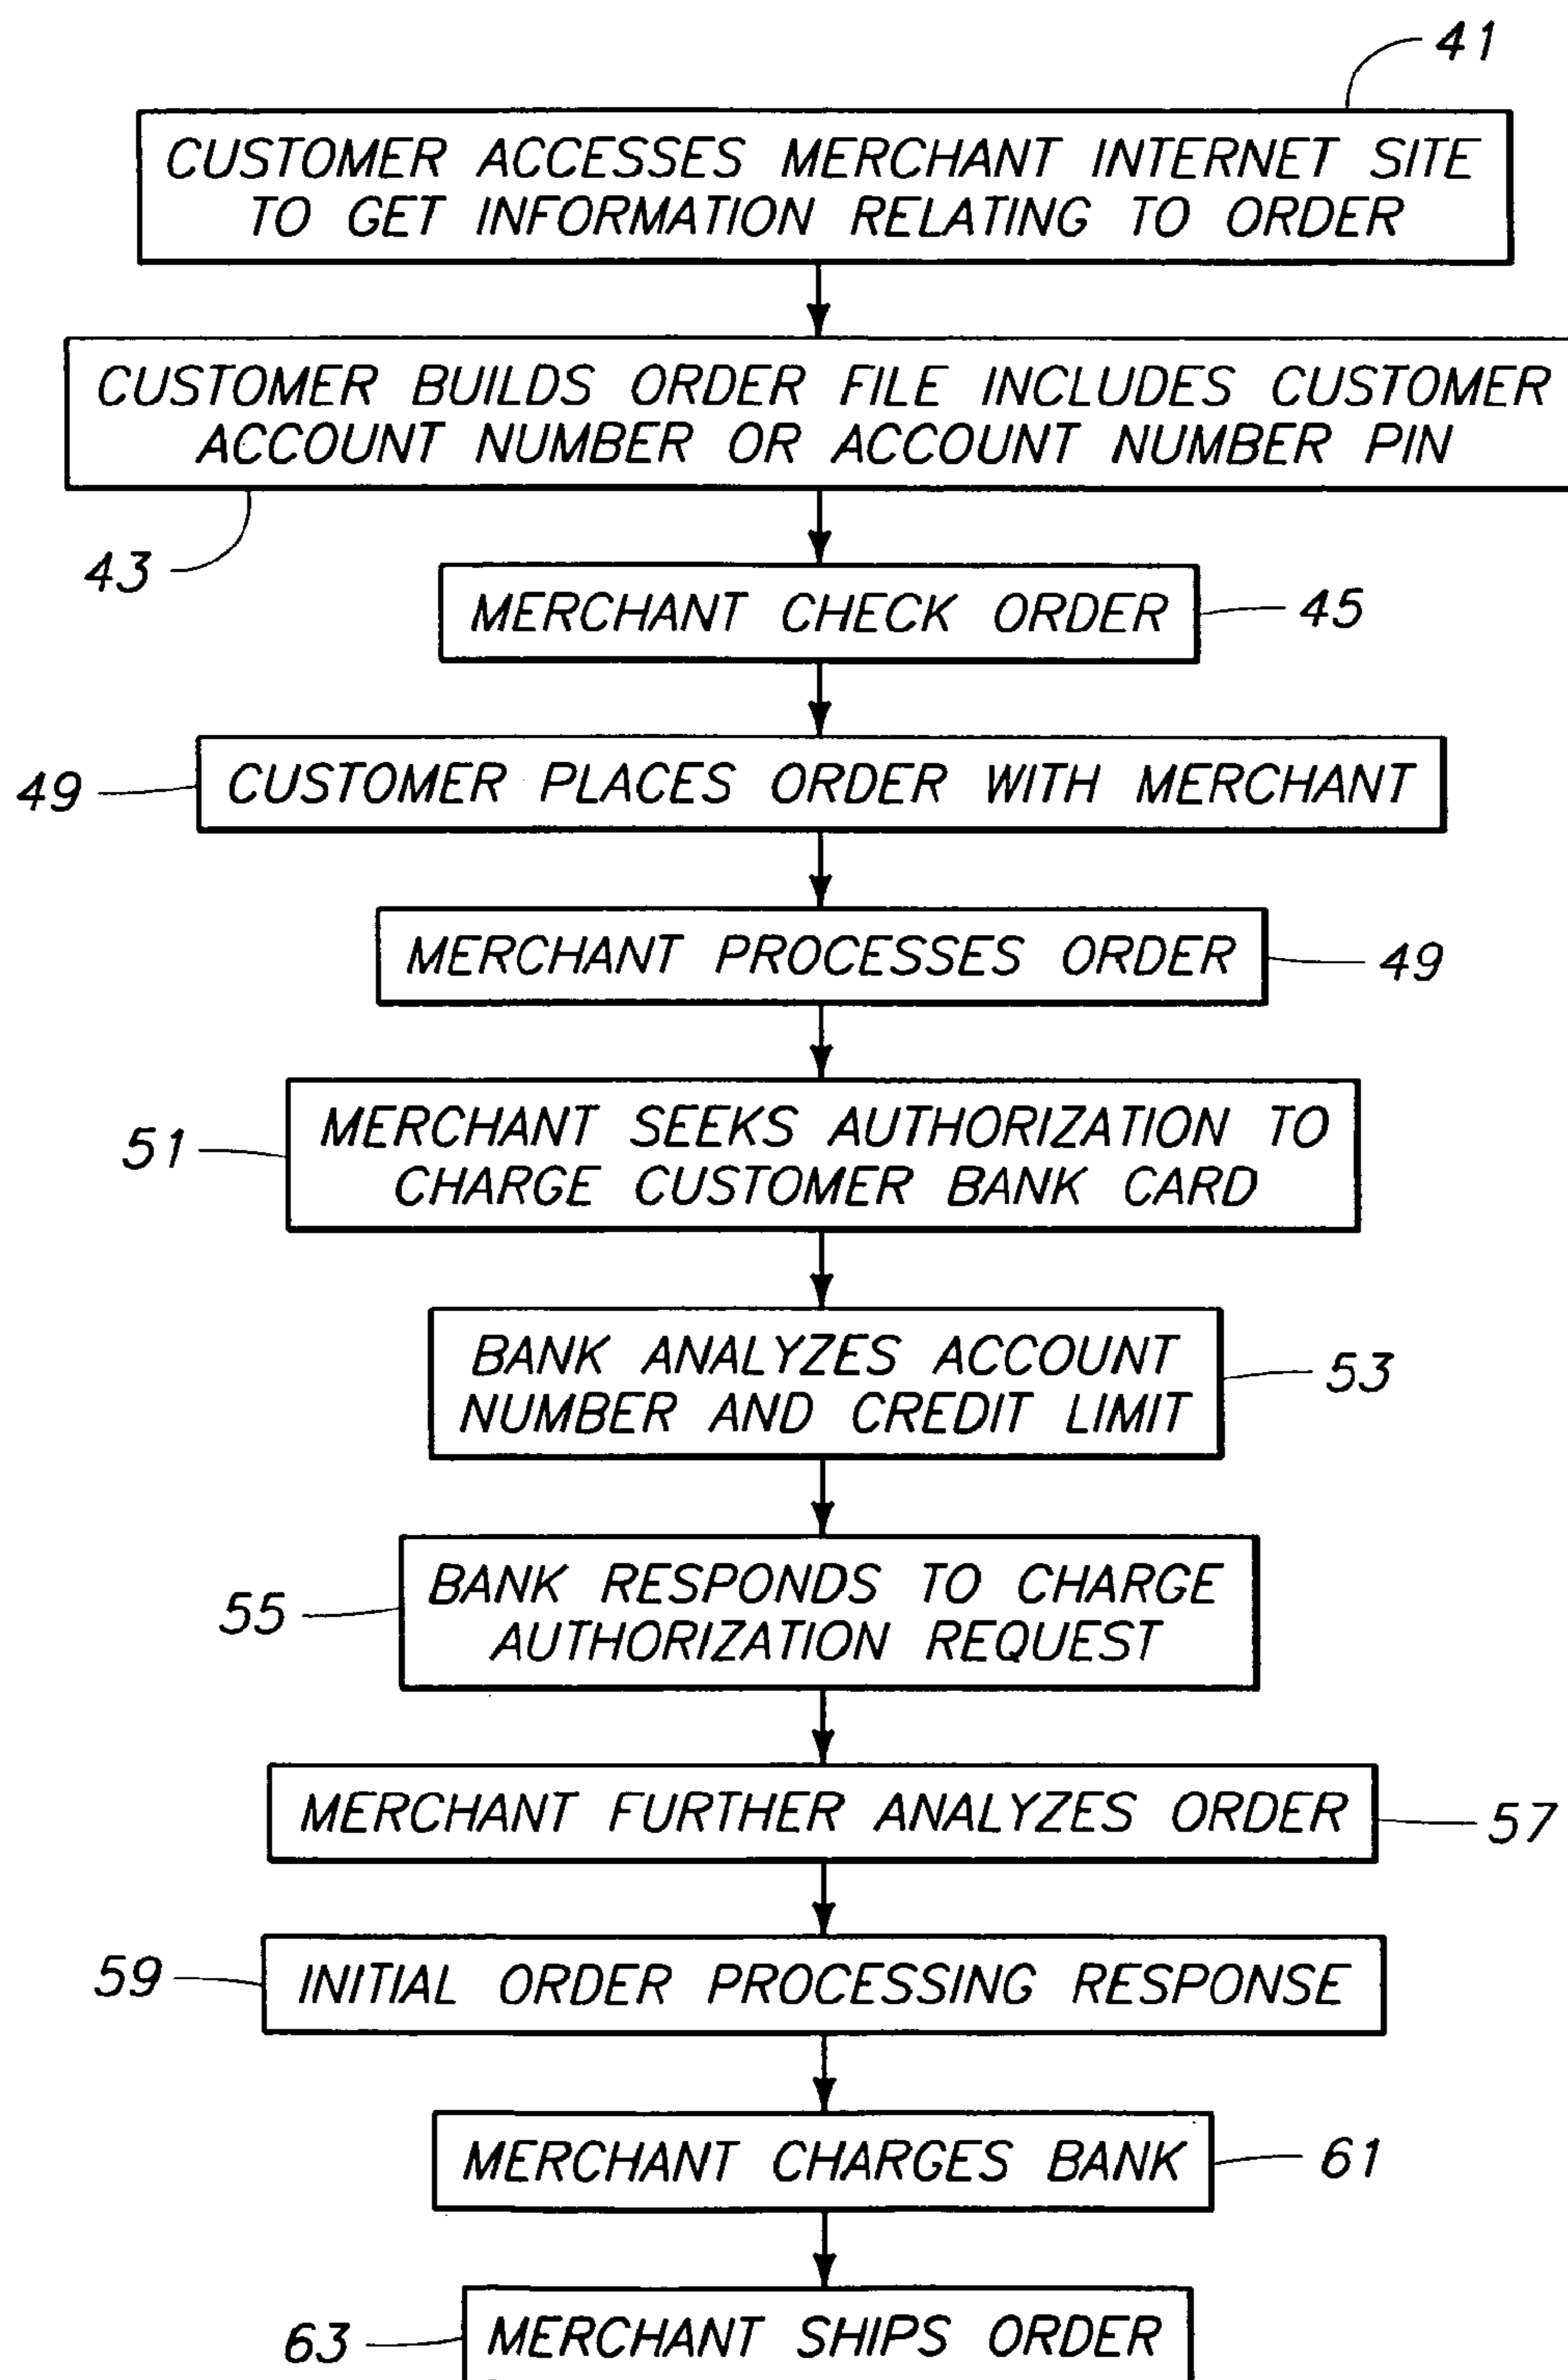 41
CUSTOMER ACCESSES MERCHANT INTERNET SITE
TO GET INFORMATION RELATING TO ORDER
CUSTOMER BUILDS ORDER FILE INCLUDES CUSTOMER
ACCOUNT NUMBER OR ACCOUNT NUMBER PIN
43
MERCHANT CHECK ORDER
45
49
CUSTOMER PLACES ORDER WITH MERCHANT
MERCHANT PROCESSES ORDER
49
51
MERCHANT SEEKS AUTHORIZATION TO
CHARGE CUSTOMER BANK CARD
BANK ANALYZES ACCOUNT
NUMBER AND CREDIT LIMIT
53
55
BANK RESPONDS TO CHARGE
AUTHORIZATION REQUEST
MERCHANT FURTHER ANALYZES ORDER
57
59
INITIAL ORDER PROCESSING RESPONSE
MERCHANT CHARGES BANK
61
63
MERCHANT SHIPS ORDER